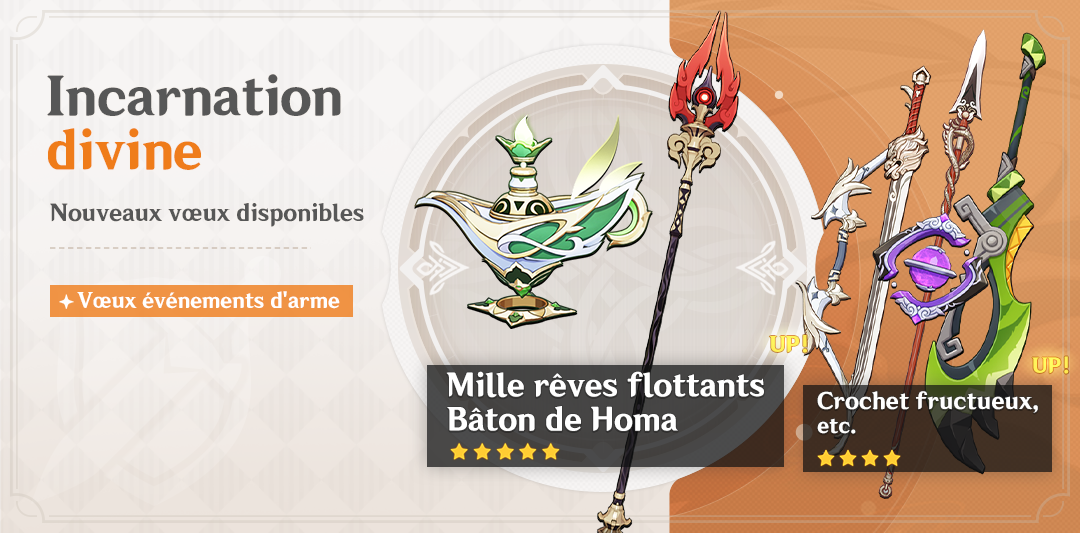 Incarnation
divine
Nouveaux vœux disponibles
Vœux événements d'arme
Mille rêves flottants
Bâton de Homa
UP!
Crochet fructueux,
etc.
UP!